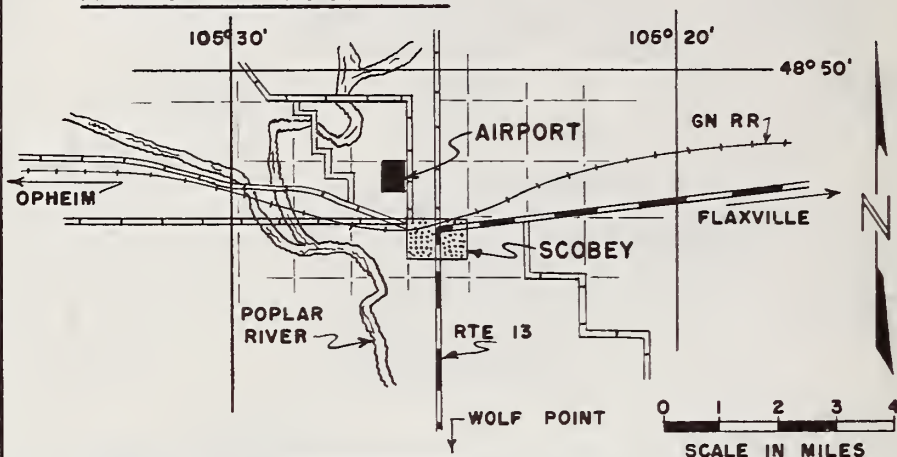 105° 30'
105° 20'
48° 50'
GN RR
AIRPORT
OPHEIM
FLAXVILLE
SCOBEY
POPLAR
RIVER
RTE 13
N
WOLF POINT
0 1 2 3 4
SCALE IN MILES